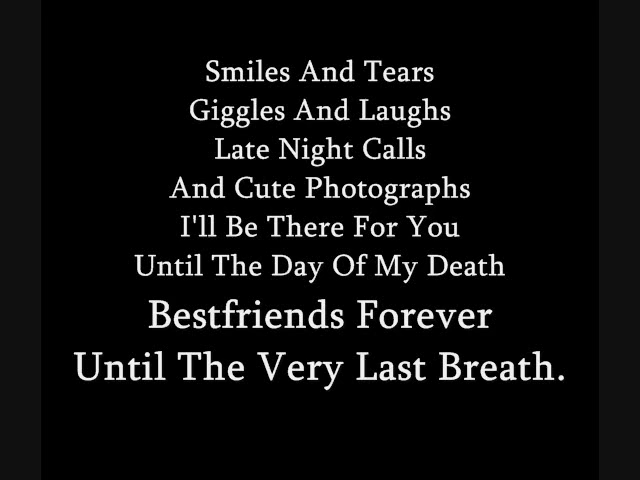 Smiles And Tears
Giggles And Laughs
Late Night Calls
And Cute Photographs
I'll Be There For You
Until The Day Of My Death
Bestfriends Forever
Until The Very Last Breath.